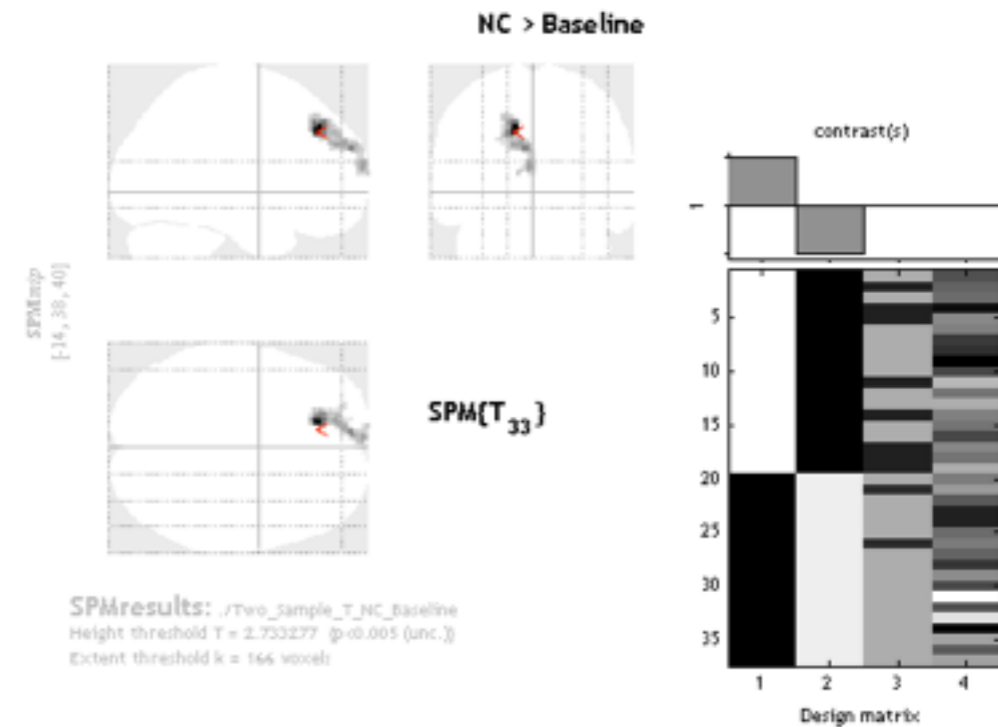 NC > Baseline
contrast(s)
1
SPMmip
[-14, 38, 40]
SPM{T33}
5
10
15
20
25
30
35
1 2 3 4
Design matrix
SPMresults: ./Two_Sample_T_NC_Baseline
Height threshold T = 2.733277 (p<0.005 (unc.))
Extent threshold k = 166 voxels